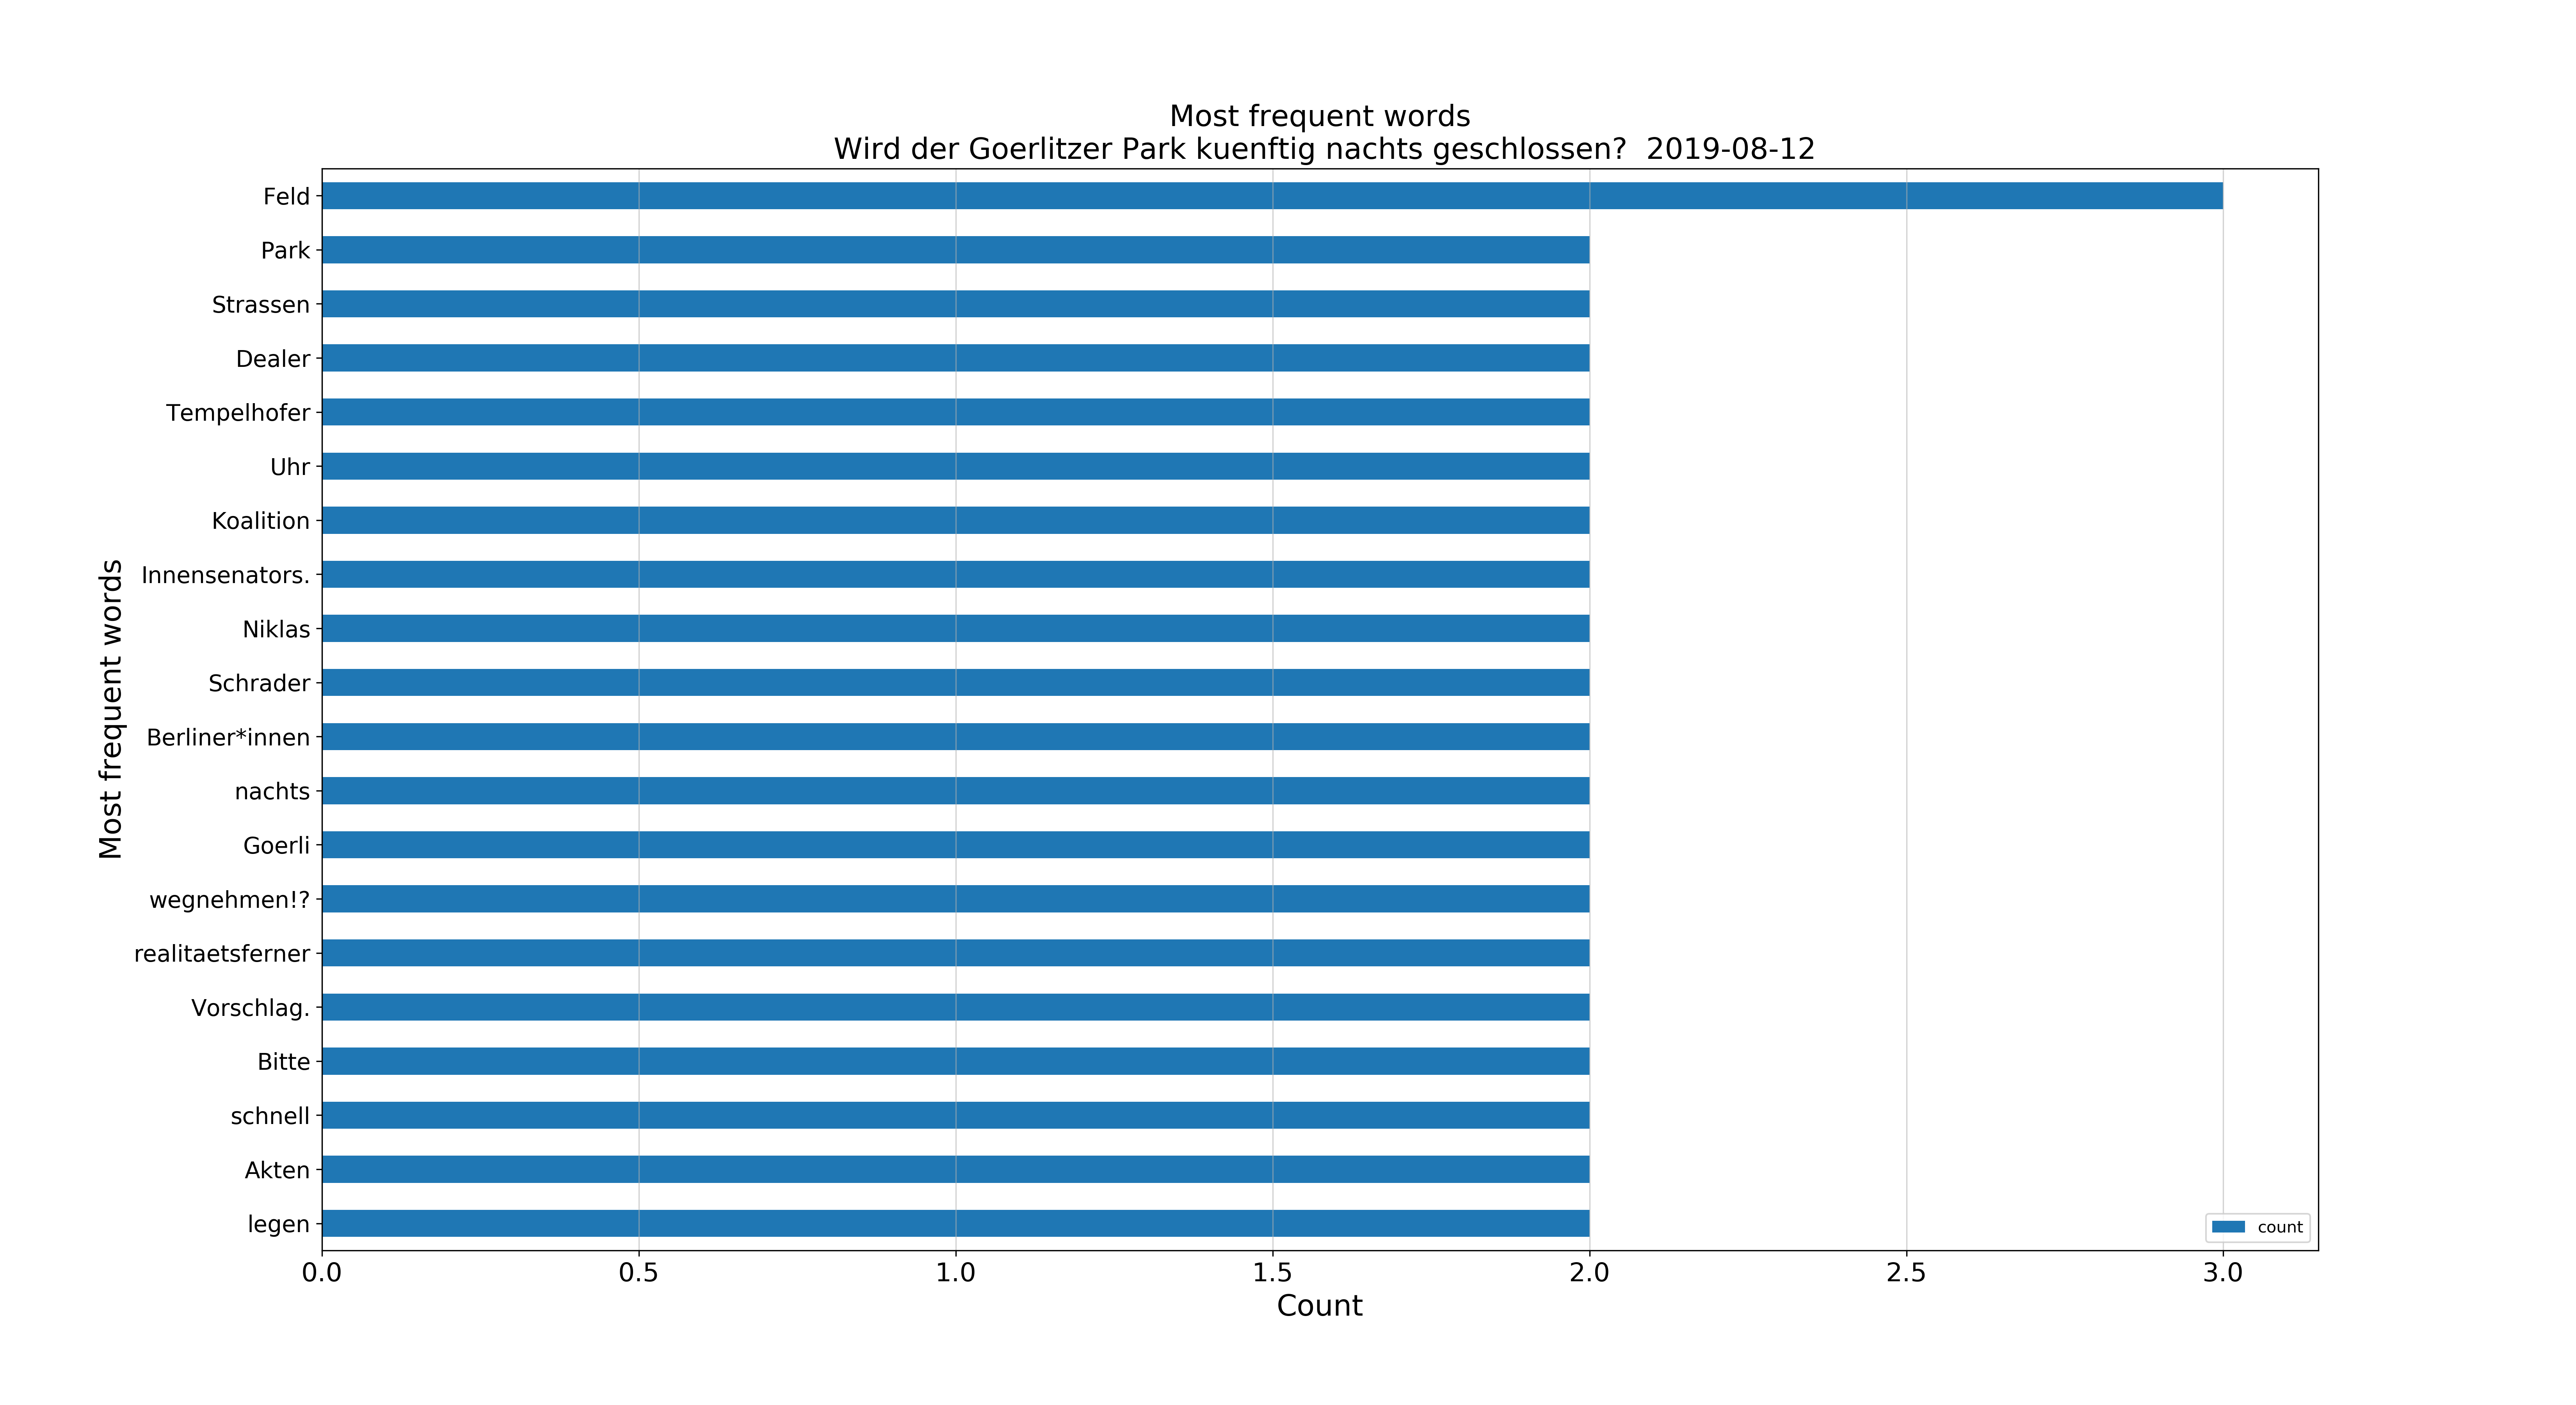 Most frequent words
Wird der Goerlitzer Park kuenftig nachts geschlossen?  2019-08-12
Most frequent words
Feld
Park
Strassen
Dealer
Tempelhofer
Uhr
Koalition
Innensenators.
Niklas
Schrader
Berliner*innen
nachts
Goerli
wegnehmen!?
realitaetsferner
Vorschlag.
Bitte
schnell
Akten
legen
count
0.0 0.5 1.0 1.5 2.0 2.5 3.0
Count